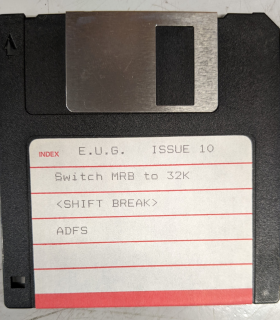 INDEX E.U.G. ISSUE 10
Switch MRB to 32K
<SHIFT BREAK>
ADFS